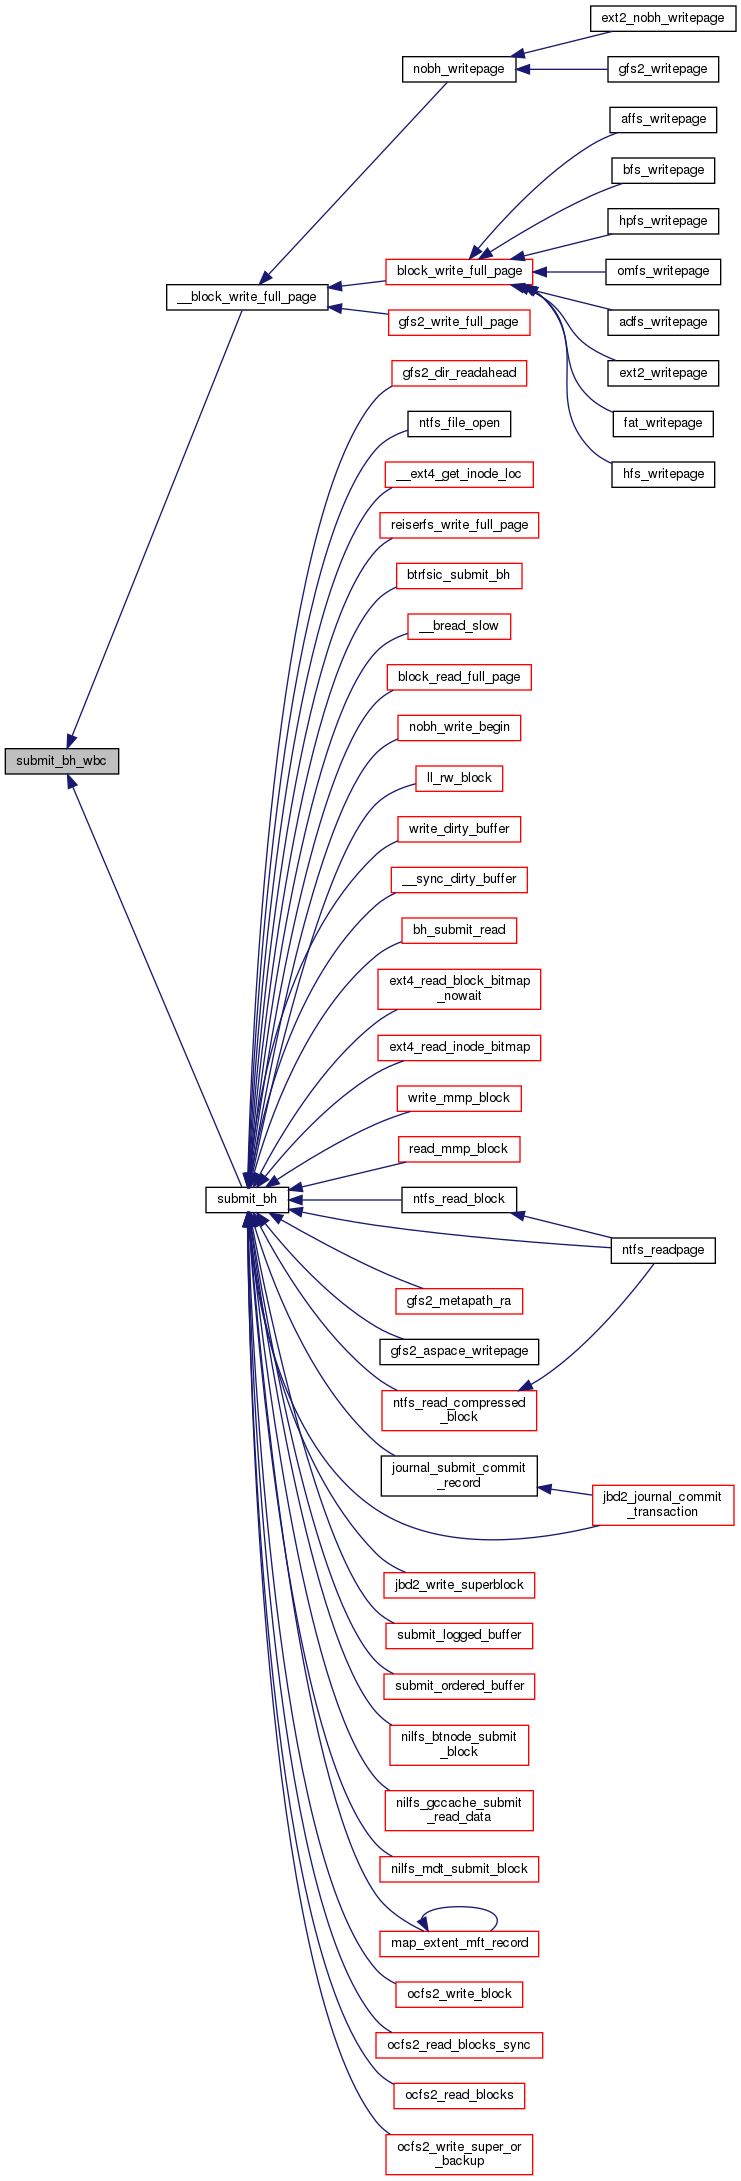 ext2_nobh_writepage
nobh_writepage
gfs2_writepage
affs_writepage
bfs_writepage
hpfs_writepage
block_write_full_page
omfs_writepage
__block_write_full_page
gfs2_write_full_page
adfs_writepage
gfs2_dir_readahead
ext2_writepage
ntfs_file_open
fat_writepage
__ext4_get_inode_loc
hfs_writepage
reiserfs_write_full_page
btrfsic_submit_bh
__bread_slow
block_read_full_page
nobh_write_begin
submit_bh_wbc
ll_rw_block
write_dirty_buffer
__sync_dirty_buffer
bh_submit_read
ext4_read_block_bitmap
_nowait
ext4_read_inode_bitmap
write_mmp_block
read_mmp_block
submit_bh
ntfs_read_block
ntfs_readpage
gfs2_metapath_ra
gfs2_aspace_writepage
ntfs_read_compressed
_block
journal_submit_commit
_record
jbd2_journal_commit
_transaction
jbd2_write_superblock
submit_logged_buffer
submit_ordered_buffer
nilfs_btnode_submit
_block
nilfs_gccache_submit
_read_data
nilfs_mdt_submit_block
map_extent_mft_record
ocfs2_write_block
ocfs2_read_blocks_sync
ocfs2_read_blocks
ocfs2_write_super_or
_backup